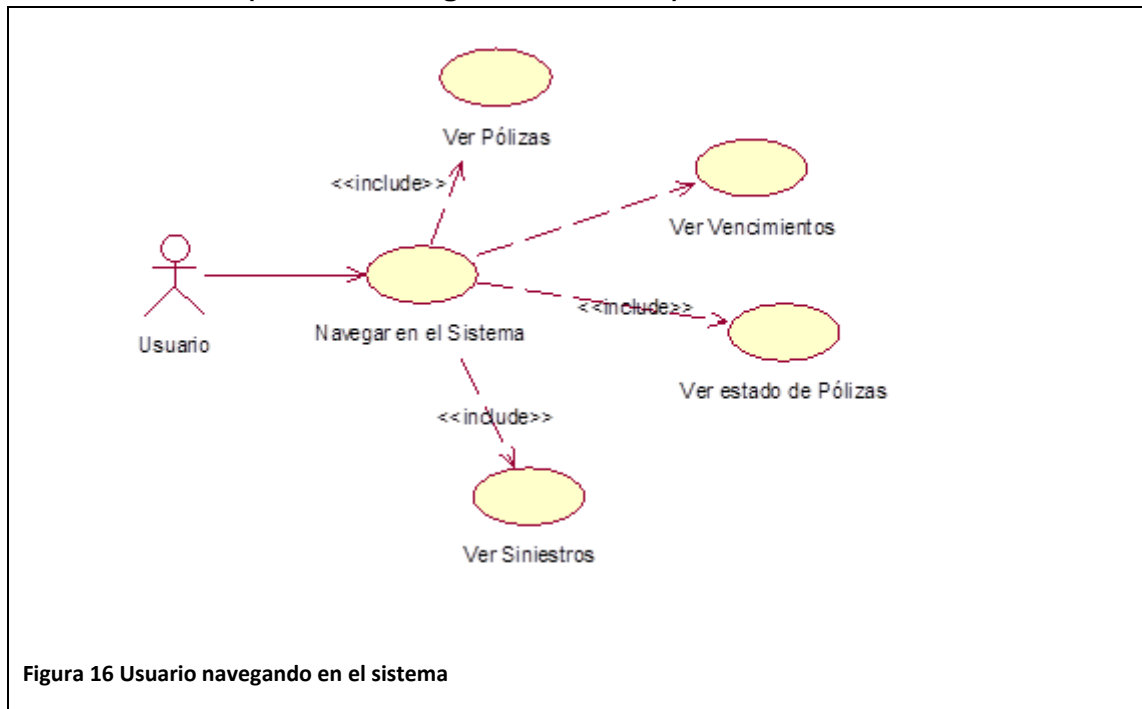 Ver Pólizas
<<include>>
Ver Vencimientos
<<include>>
Usuario
Navegar en el Sistema
Ver estado de Pólizas
<<include>>
Ver Siniestros
Figura 16 Usuario navegando en el sistema